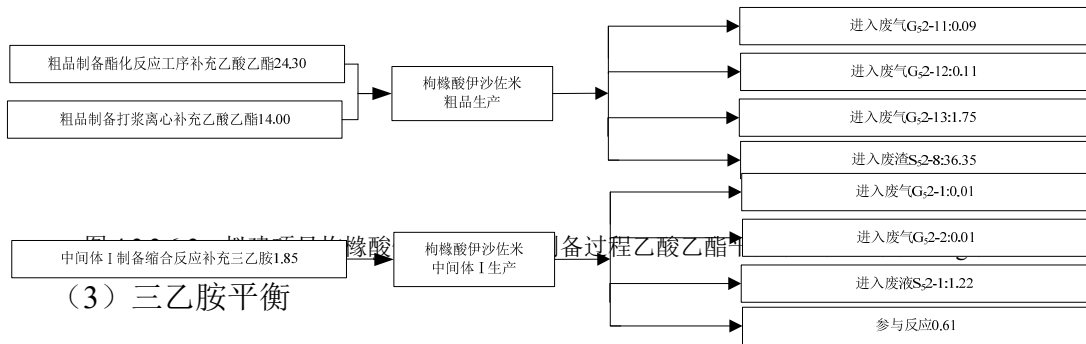 进入废气G₅2-11:0.09
粗品制备酯化反应工序补充乙酸乙酯24.30
进入废气G₅2-12:0.11
枸橼酸伊沙佐米
粗品生产
粗品制备打浆离心补充乙酸乙酯14.00
进入废气G₅2-13:1.75
进入废渣S₅2-8:36.35
进入废气G₅2-1:0.01
制备过程乙酸乙酯
中间体Ⅰ制备缩合反应补充三乙胺1.85
枸橼酸伊沙佐米
中间体Ⅰ生产
进入废气G₅2-2:0.01
(3)三乙胺平衡
进入废液S₅2-1:1.22
参与反应0.61